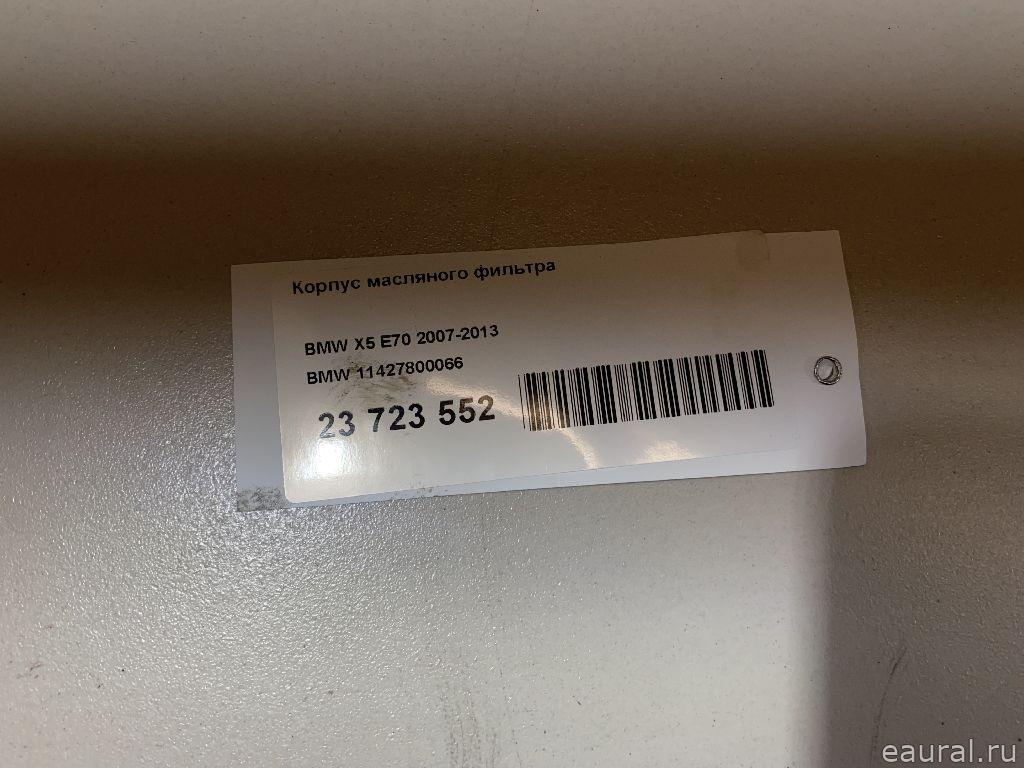 Корпус масляного фильтра
BMW X5 E70 2007-2013
BMW 11427800066
23 723 552
eaural.ru